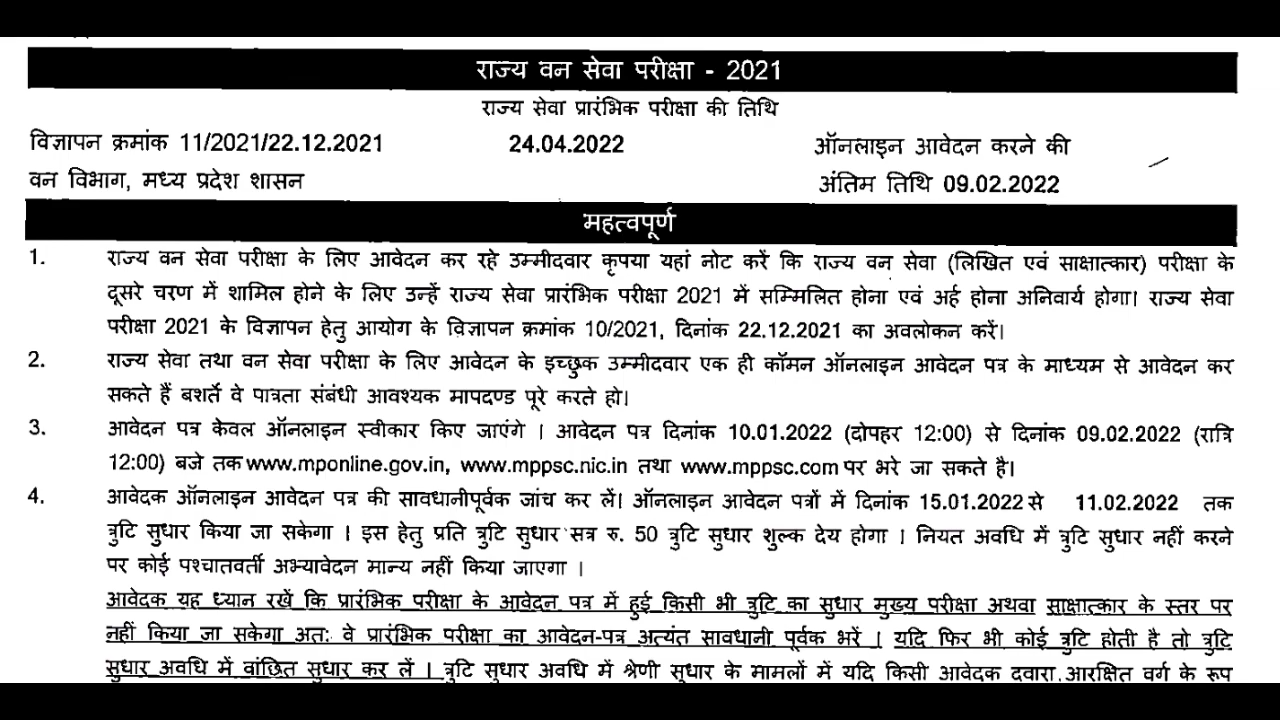 राज्य वन सेवा परीक्षा - 2021
राज्य सेवा प्रारंभिक परीक्षा की तिथि
विज्ञापन क्रमांक 11/2021/22.12.2021 24.04.2022 ऑनलाइन आवेदन करने की
वन विभाग, मध्य प्रदेश शासन अंतिम तिथि 09.02.2022
महत्वपूर्ण
1. राज्य वन सेवा परीक्षा के लिए आवेदन कर रहे उम्मीदवार कृपया यहां नोट करें कि राज्य वन सेवा (लिखित एवं साक्षात्कार) परीक्षा के
दूसरे चरण में शामिल होने के लिए उन्हें राज्य सेवा प्रारंभिक परीक्षा 2021 में सम्मिलित होना एवं अर्ह होना अनिवार्य होगा। राज्य सेवा
परीक्षा 2021 के विज्ञापन हेतु आयोग के विज्ञापन क्रमांक 10/2021, दिनांक 22.12.2021 का अवलोकन करें।
2. राज्य सेवा तथा वन सेवा परीक्षा के लिए आवेदन के इच्छुक उम्मीदवार एक ही कॉमन ऑनलाइन आवेदन पत्र के माध्यम से आवेदन कर
सकते हैं बशर्ते वे पात्रता संबंधी आवश्यक मापदण्ड पूरे करते हो।
3. आवेदन पत्र केवल ऑनलाइन स्वीकार किए जाएंगे । आवेदन पत्र दिनांक 10.01.2022 (दोपहर 12:00) से दिनांक 09.02.2022 (रात्रि
12:00) बजे तक www.mponline.gov.in, www.mppsc.nic.in तथा www.mppsc.com पर भरे जा सकते है।
4. आवेदक ऑनलाइन आवेदन पत्र की सावधानीपूर्वक जांच कर लें। ऑनलाइन आवेदन पत्रों में दिनांक 15.01.2022 से 11.02.2022 तक
त्रुटि सुधार किया जा सकेगा । इस हेतु प्रति त्रुटि सुधार सत्र रु. 50 त्रुटि सुधार शुल्क देय होगा । नियत अवधि में त्रुटि सुधार नहीं करने
पर कोई पश्चातवर्ती अभ्यावेदन मान्य नहीं किया जाएगा ।
आवेदक यह ध्यान रखें कि प्रारंभिक परीक्षा के आवेदन पत्र में हुई किसी भी त्रुटि का सुधार मुख्य परीक्षा अथवा साक्षात्कार के स्तर पर
नहीं किया जा सकेगा अतः वे प्रारंभिक परीक्षा का आवेदन-पत्र अत्यंत सावधानी पूर्वक भरें । यदि फिर भी कोई त्रुटि होती है तो त्रुटि
सुधार अवधि में वांछित सुधार कर लें । त्रुटि सुधार अवधि में श्रेणी सुधार के मामलों में यदि किसी आवेदक दवारा आरक्षित वर्ग के रूप